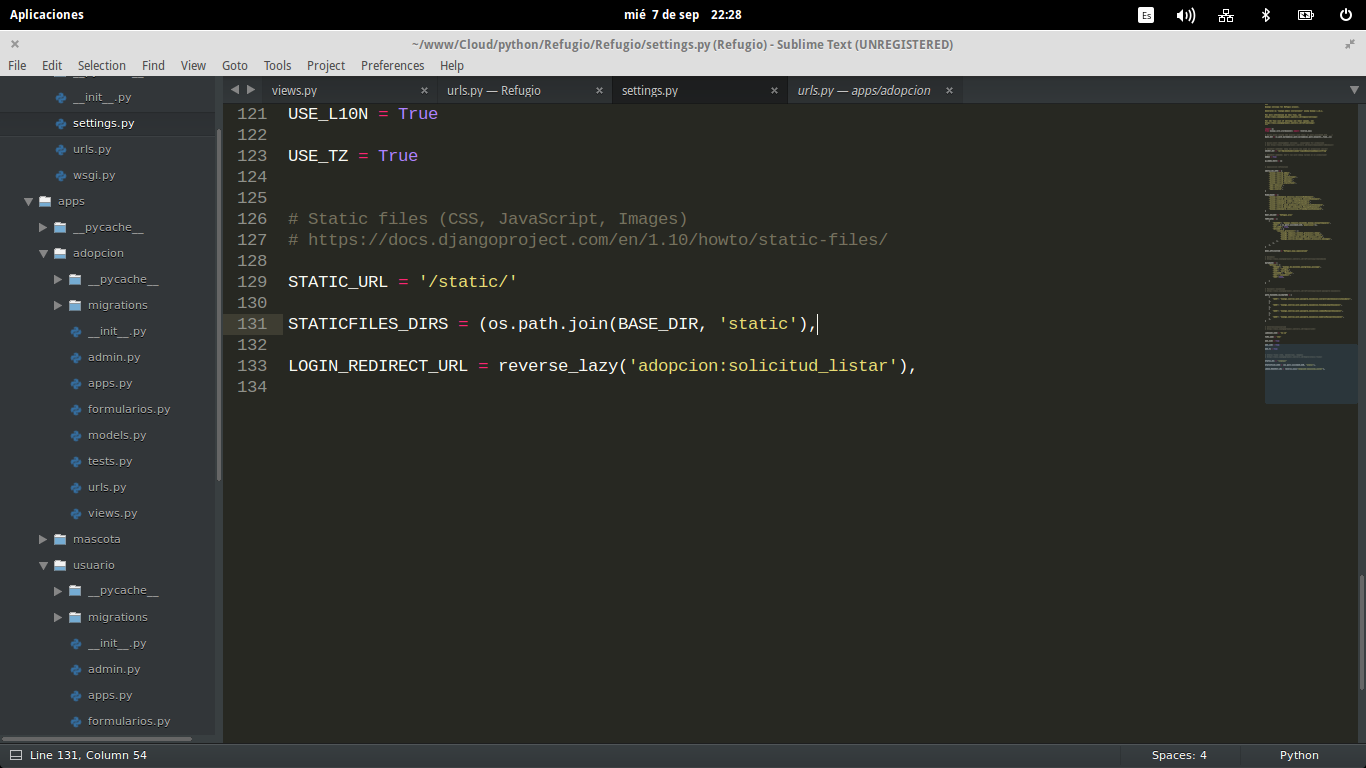 Aplicaciones
mié 7 de sep 22:28
Es
~/www/Cloud/python/Refugio/Refugio/settings.py (Refugio) - Sublime Text (UNREGISTERED)
File Edit Selection Find View Goto Tools Project Preferences Help
__init__.py
settings.py
urls.py
wsgi.py
apps
__pycache__
adopcion
__pycache__
migrations
__init__.py
admin.py
apps.py
formularios.py
models.py
tests.py
urls.py
views.py
mascota
usuario
__pycache__
migrations
__init__.py
admin.py
apps.py
formularios.py
views.py
urls.py — Refugio
settings.py
urls.py — apps/adopcion
121 USE_L10N = True
122
123 USE_TZ = True
124
125
126 # Static files (CSS, JavaScript, Images)
127 # https://docs.djangoproject.com/en/1.10/howto/static-files/
128
129 STATIC_URL = '/static/'
130
131 STATICFILES_DIRS = (os.path.join(BASE_DIR, 'static'),
132
133 LOGIN_REDIRECT_URL = reverse_lazy('adopcion:solicitud_listar'),
134
Line 131, Column 54
Spaces: 4
Python